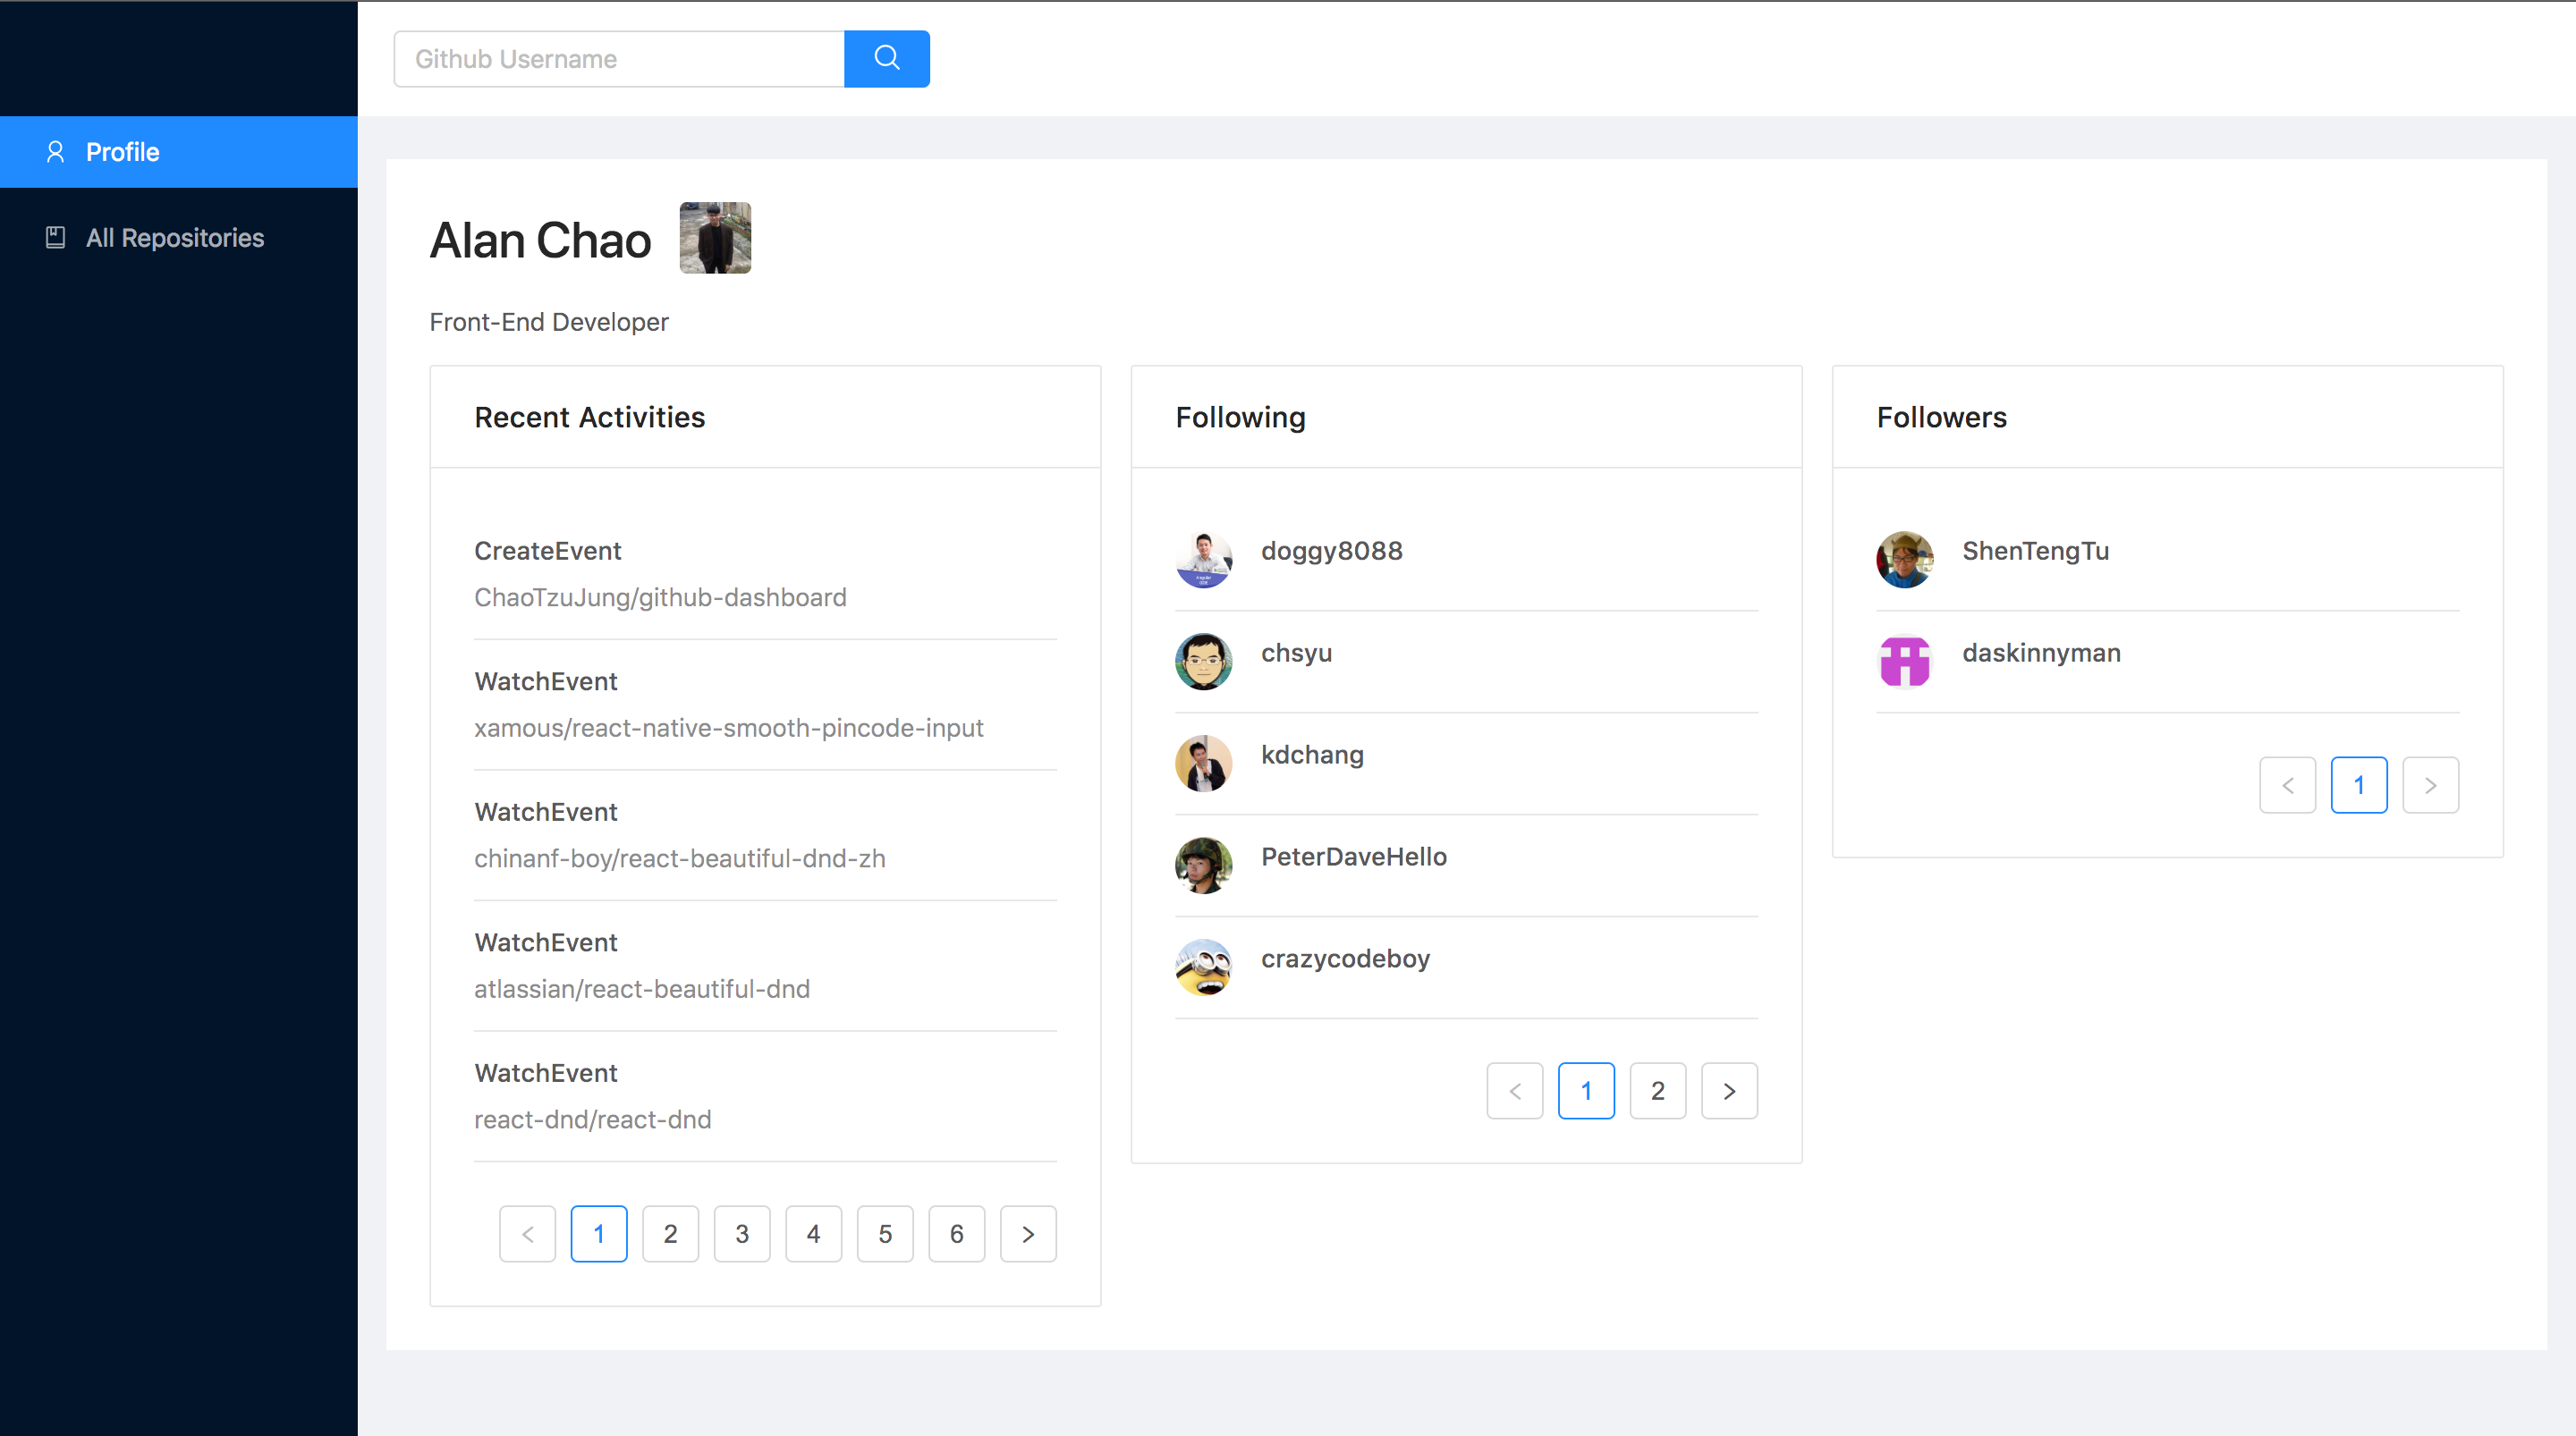 Github Username
Profile
All Repositories
Alan Chao
Front-End Developer
Recent Activities
CreateEvent
ChaoTzuJung/github-dashboard
WatchEvent
xamous/react-native-smooth-pincode-input
WatchEvent
chinanf-boy/react-beautiful-dnd-zh
WatchEvent
atlassian/react-beautiful-dnd
WatchEvent
react-dnd/react-dnd
< 1 2 3 4 5 6 >
Following
doggy8088
chsyu
kdchang
PeterDaveHello
crazycodeboy
< 1 2 >
Followers
ShenTengTu
daskinnyman
< 1 >